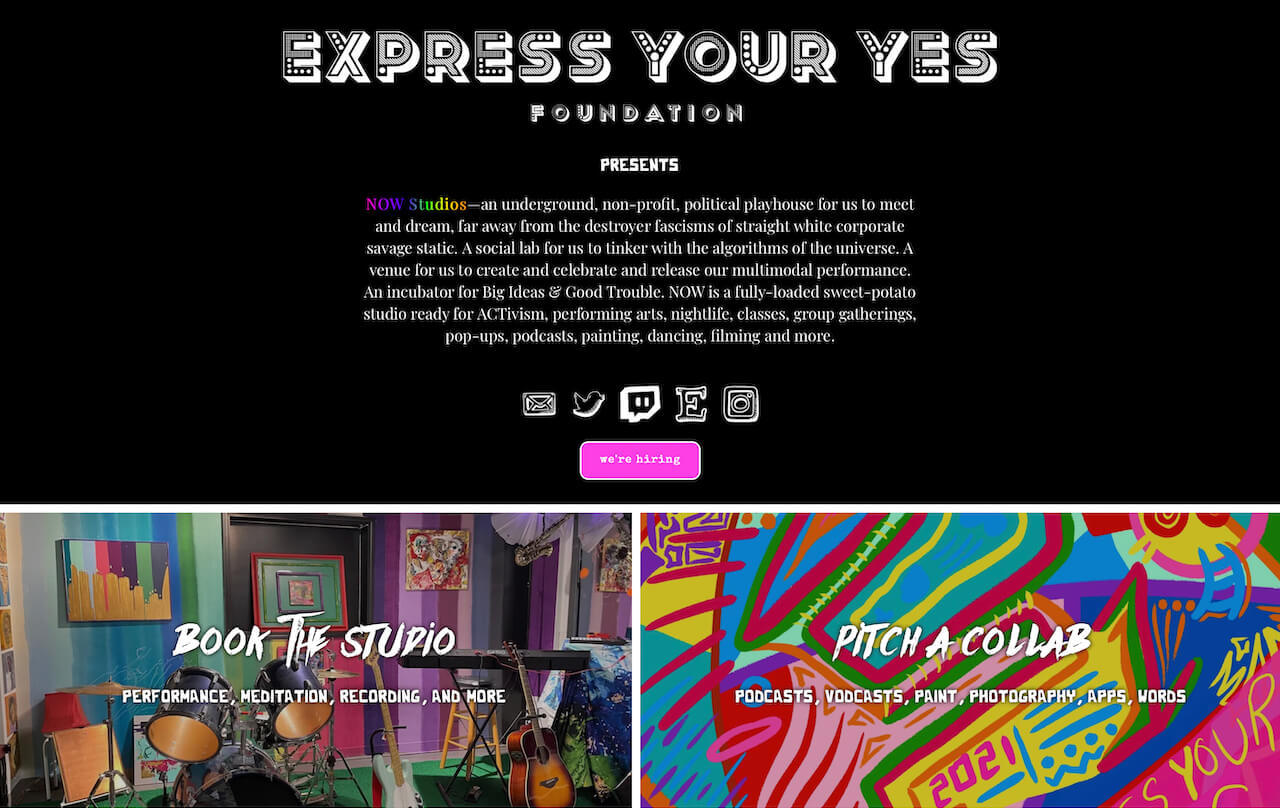 EXPRESS YOUR YES
FOUNDATION
PRESENTS
NOW Studios—an underground, non-profit, political playhouse for us to meet
and dream, far away from the destroyer fascisms of straight white corporate
savage static. A social lab for us to tinker with the algorithms of the universe. A
venue for us to create and celebrate and release our multimodal performance.
An incubator for Big Ideas & Good Trouble. NOW is a fully-loaded sweet-potato
studio ready for ACTivism, performing arts, nightlife, classes, group gatherings,
pop-ups, podcasts, painting, dancing, filming and more.
E
we're hiring
BOOK THE STUDIO
PERFORMANCE, MEDITATION, RECORDING, AND MORE
PITCH A COLLAB
PODCASTS, VODCASTS, PAINT, PHOTOGRAPHY, APPS, WORDS
2021
YOUR